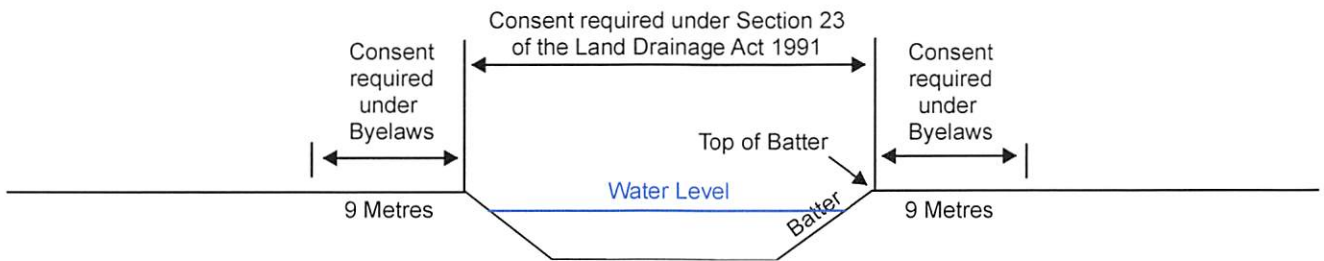 Consent required under Section 23
of the Land Drainage Act 1991
Consent
required
under
Byelaws
Consent
required
under
Byelaws
Top of Batter
Water Level
Batter
9 Metres
9 Metres